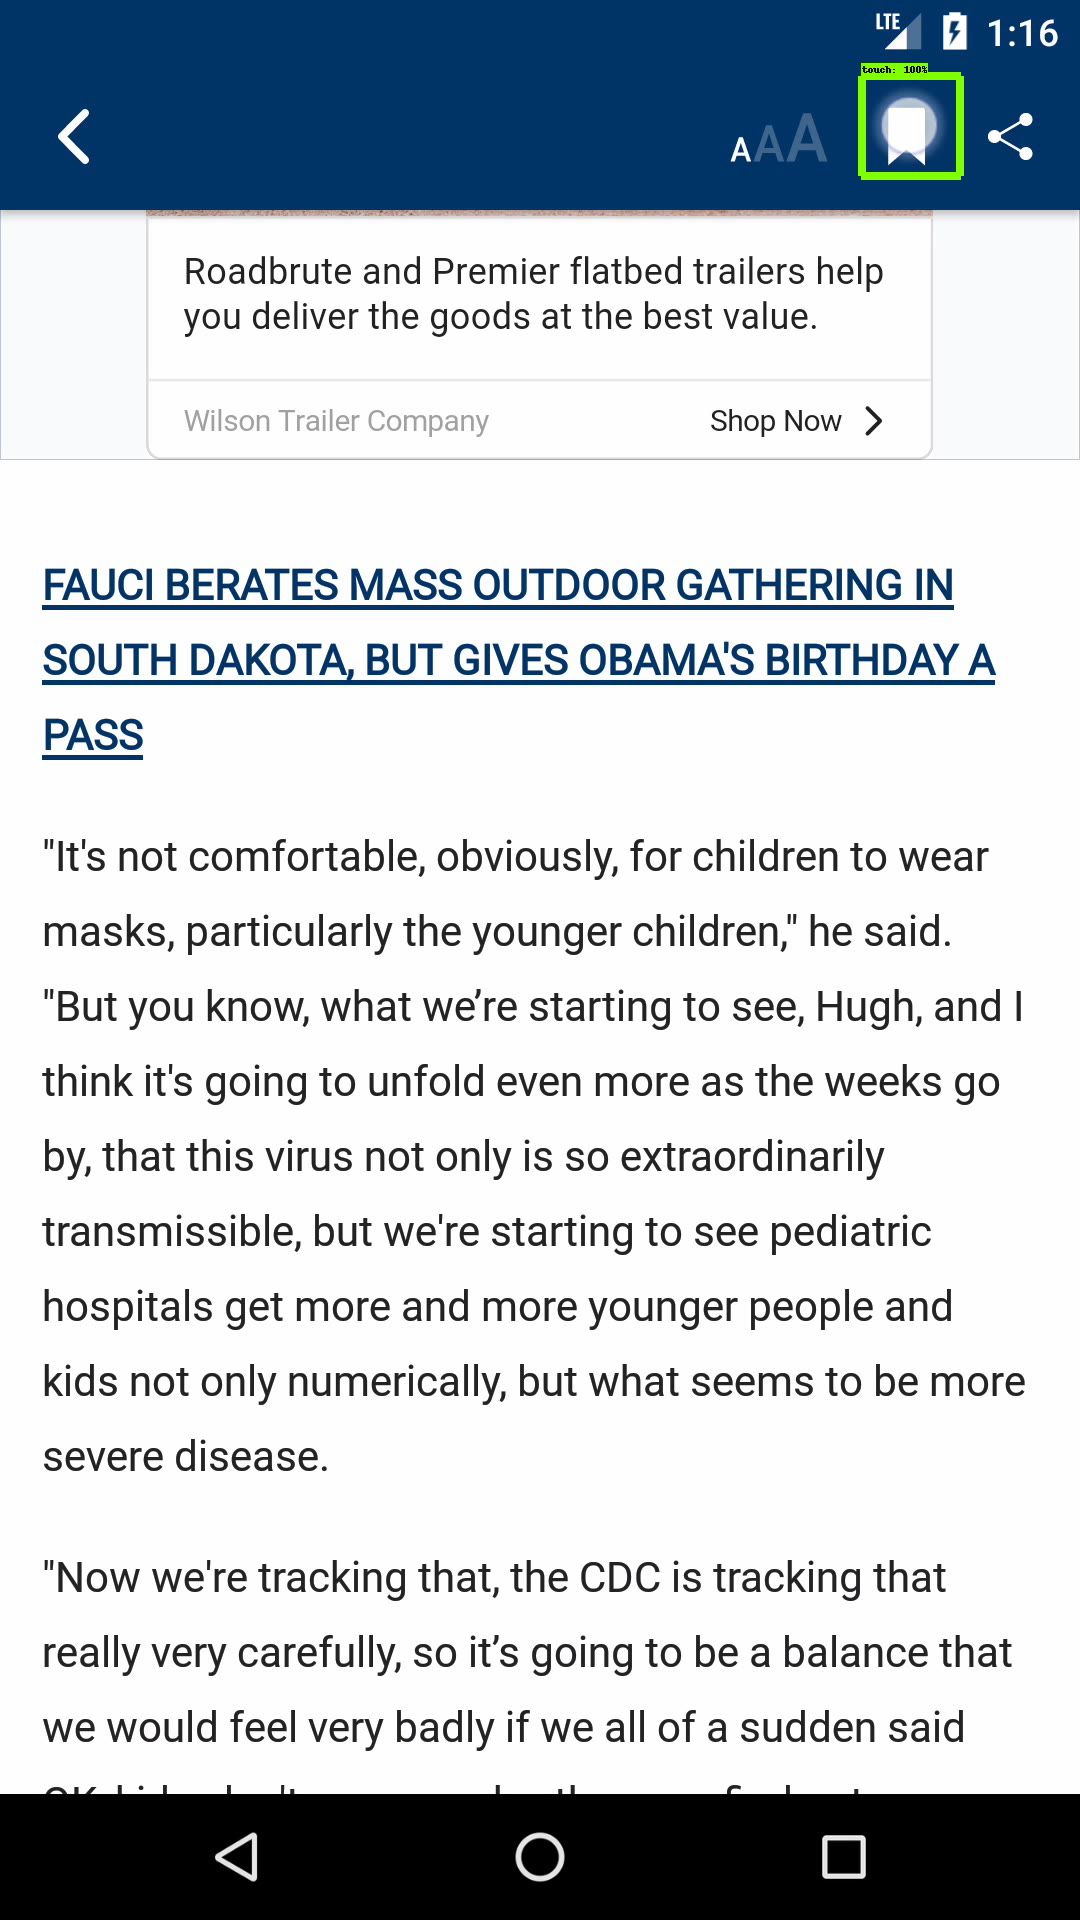 LTE 1:16
touch: 100%
AAA
Roadbrute and Premier flatbed trailers help
you deliver the goods at the best value.
Wilson Trailer Company Shop Now
FAUCI BERATES MASS OUTDOOR GATHERING IN
SOUTH DAKOTA, BUT GIVES OBAMA'S BIRTHDAY A
PASS
"It's not comfortable, obviously, for children to wear
masks, particularly the younger children," he said.
"But you know, what we’re starting to see, Hugh, and I
think it's going to unfold even more as the weeks go
by, that this virus not only is so extraordinarily
transmissible, but we're starting to see pediatric
hospitals get more and more younger people and
kids not only numerically, but what seems to be more
severe disease.
"Now we're tracking that, the CDC is tracking that
really very carefully, so it’s going to be a balance that
we would feel very badly if we all of a sudden said